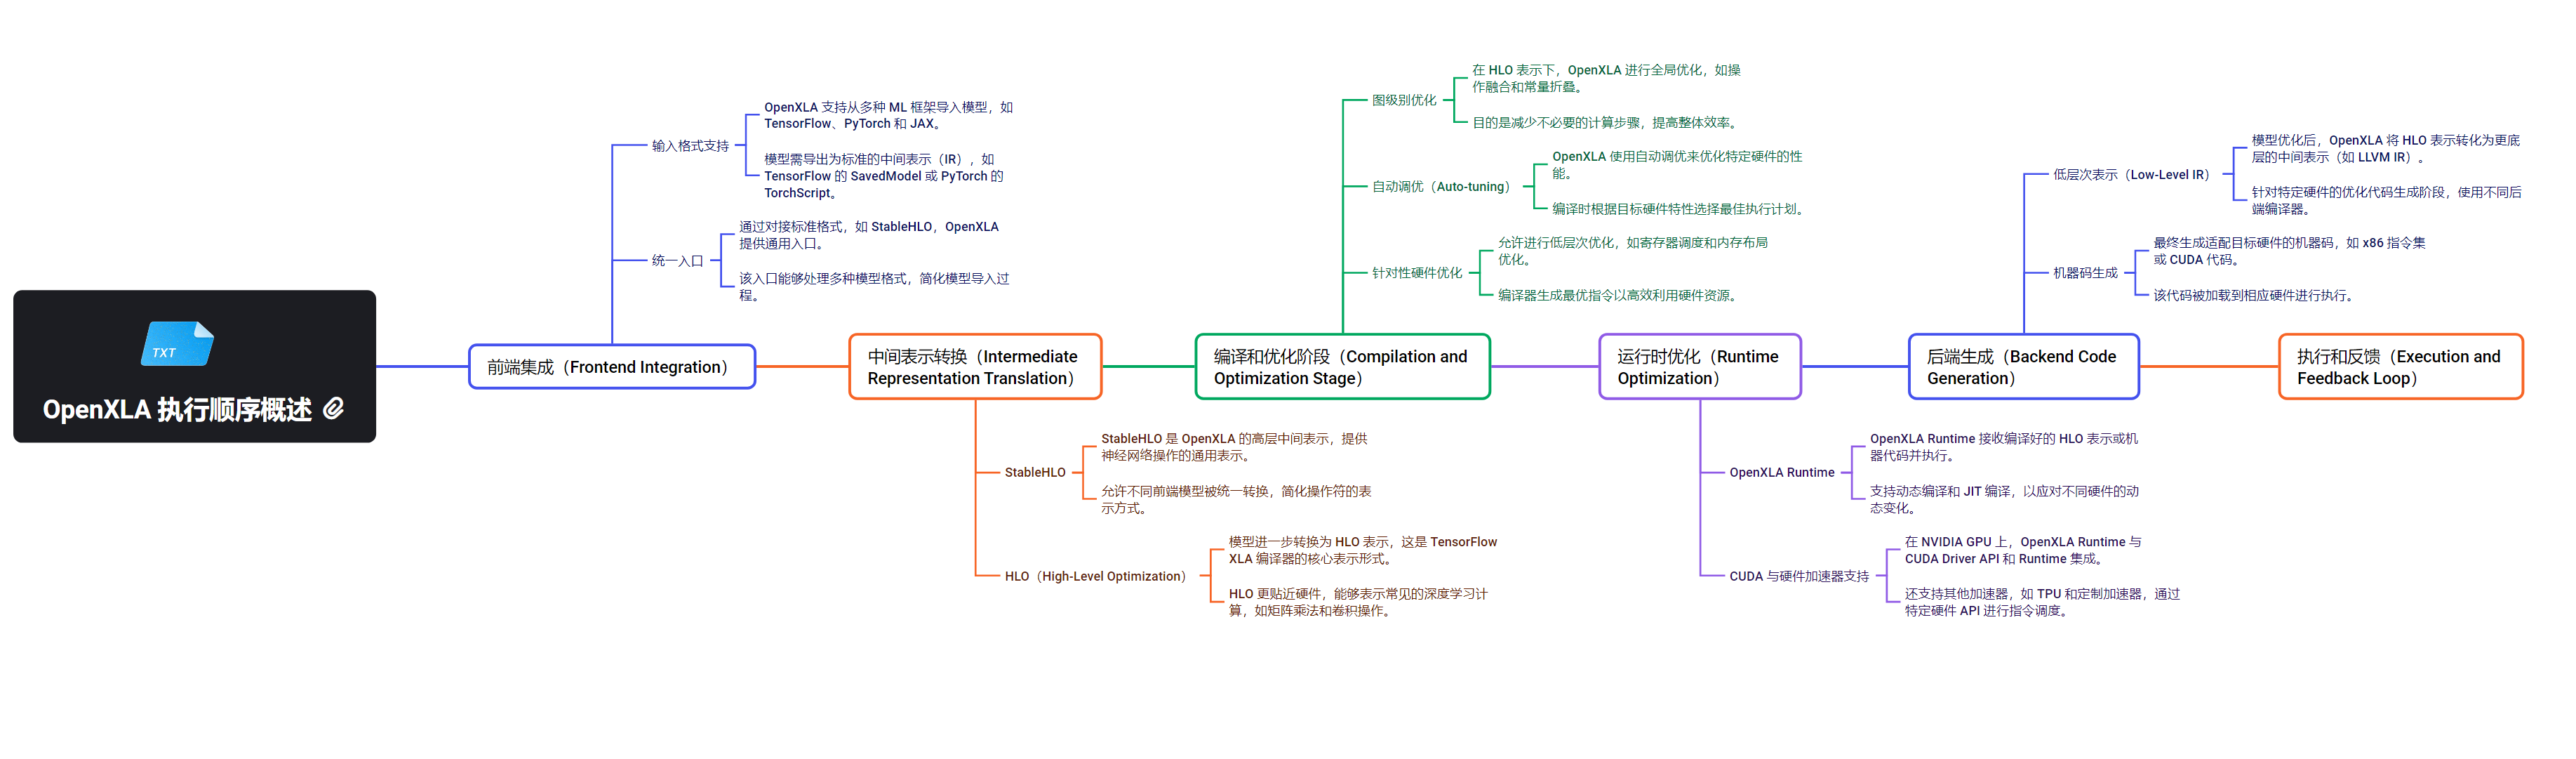 TXT
OpenXLA 执行顺序概述
前端集成（Frontend Integration）
输入格式支持
OpenXLA 支持从多种 ML 框架导入模型，如
TensorFlow、PyTorch 和 JAX。
模型需导出为标准的中间表示（IR），如
TensorFlow 的 SavedModel 或 PyTorch 的
TorchScript。
统一入口
通过对接标准格式，如 StableHLO，OpenXLA
提供通用入口。
该入口能够处理多种模型格式，简化模型导入过
程。
中间表示转换（Intermediate
Representation Translation）
StableHLO
StableHLO 是 OpenXLA 的高层中间表示，提供
神经网络操作的通用表示。
允许不同前端模型被统一转换，简化操作符的表
示方式。
HLO（High-Level Optimization）
模型进一步转换为 HLO 表示，这是 TensorFlow
XLA 编译器的核心表示形式。
HLO 更贴近硬件，能够表示常见的深度学习计
算，如矩阵乘法和卷积操作。
编译和优化阶段（Compilation and
Optimization Stage）
图级别优化
在 HLO 表示下，OpenXLA 进行全局优化，如操
作融合和常量折叠。
目的是减少不必要的计算步骤，提高整体效率。
自动调优（Auto-tuning）
OpenXLA 使用自动调优来优化特定硬件的性
能。
编译时根据目标硬件特性选择最佳执行计划。
针对性硬件优化
允许进行低层次优化，如寄存器调度和内存布局
优化。
编译器生成最优指令以高效利用硬件资源。
运行时优化（Runtime
Optimization）
OpenXLA Runtime
OpenXLA Runtime 接收编译好的 HLO 表示或机
器代码并执行。
支持动态编译和 JIT 编译，以应对不同硬件的动
态变化。
CUDA 与硬件加速器支持
在 NVIDIA GPU 上，OpenXLA Runtime 与
CUDA Driver API 和 Runtime 集成。
还支持其他加速器，如 TPU 和定制加速器，通过
特定硬件 API 进行指令调度。
后端生成（Backend Code
Generation）
低层次表示（Low-Level IR）
模型优化后，OpenXLA 将 HLO 表示转化为更底
层的中间表示（如 LLVM IR）。
针对特定硬件的优化代码生成阶段，使用不同后
端编译器。
机器码生成
最终生成适配目标硬件的机器码，如 x86 指令集
或 CUDA 代码。
该代码被加载到相应硬件进行执行。
执行和反馈（Execution and
Feedback Loop）